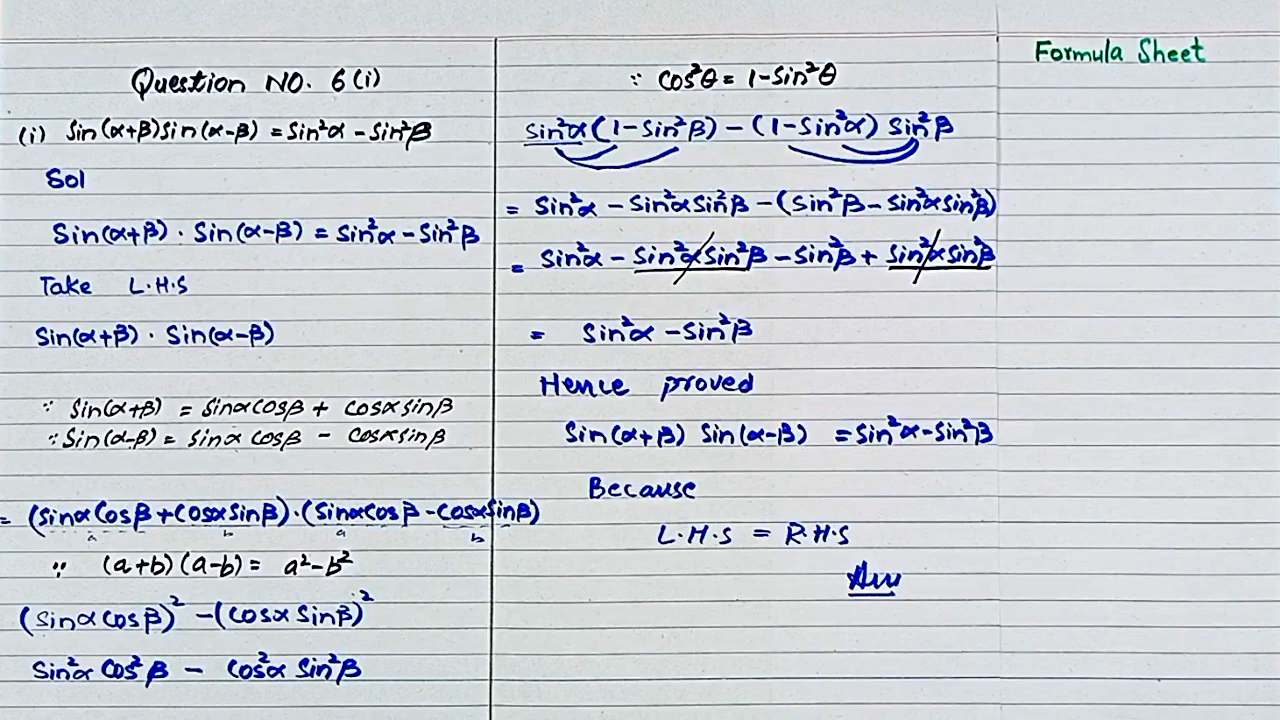 Question NO. 6(i)
(i) Sin(α+β)Sin(α-β) = Sin²α - Sin²β
Sol
Sin(α+β) · Sin(α-β) = Sin²α - Sin²β
Take L.H.S
Sin(α+β) · Sin(α-β)
∵ Sin(α+β) = Sinα cosβ + cosα sinβ
∵ Sin(α-β) = sinα cosβ - cosα sinβ
= (Sinα Cosβ + Cosα Sinβ) · (Sinα Cosβ - Cosα Sinβ)
a b a b
∵ (a+b) (a-b) = a²-b²
(Sinα cosβ)² - (cosα Sinβ)²
Sin²α Cos²β - Cos²α Sin²β
∵ Cos²θ = 1-Sin²θ
Sin²α(1-Sin²β) - (1-Sin²α) Sin²β
= Sin²α - Sin²α Sin²β - (Sin²β - Sin²α Sin²β)
= Sin²α - Sin²α Sin²β - Sin²β + Sin²α Sin²β
= Sin²α - Sin²β
Hence proved
Sin(α+β) Sin(α-β) = Sin²α - Sin²β
Because
L.H.S = R.H.S
Ans
Formula Sheet